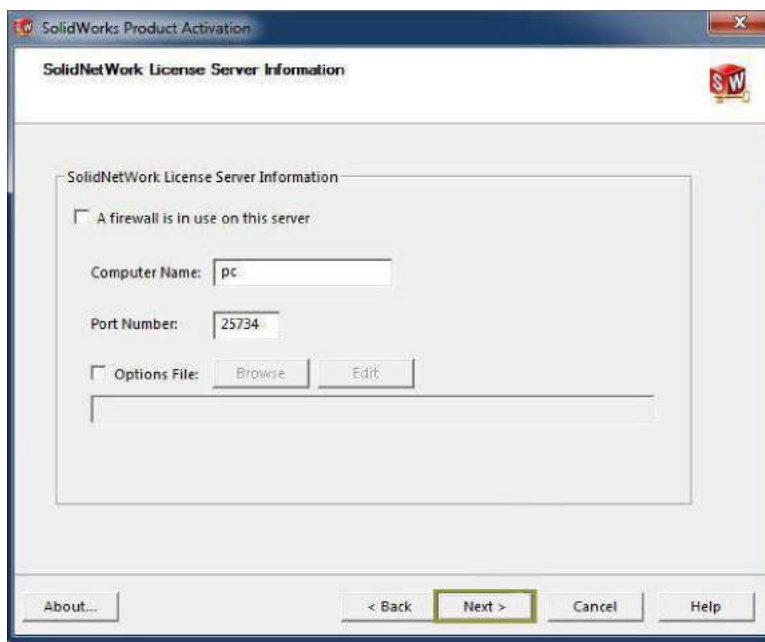 SolidWorks Product Activation
SolidNetWork License Server Information
SW
SolidNetWork License Server Information
A firewall is in use on this server
Computer Name: pc
Port Number: 25734
Options File: Browse Edit
About... < Back Next > Cancel Help